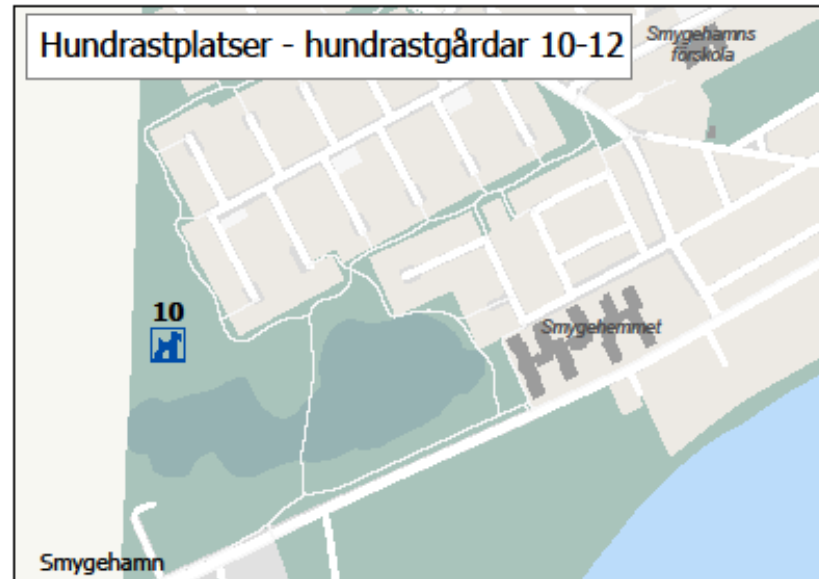 Hundrastplatser - hundrastgårdar 10-12
Smygehamns
förskola
10
Smygehemmet
Smygehamn